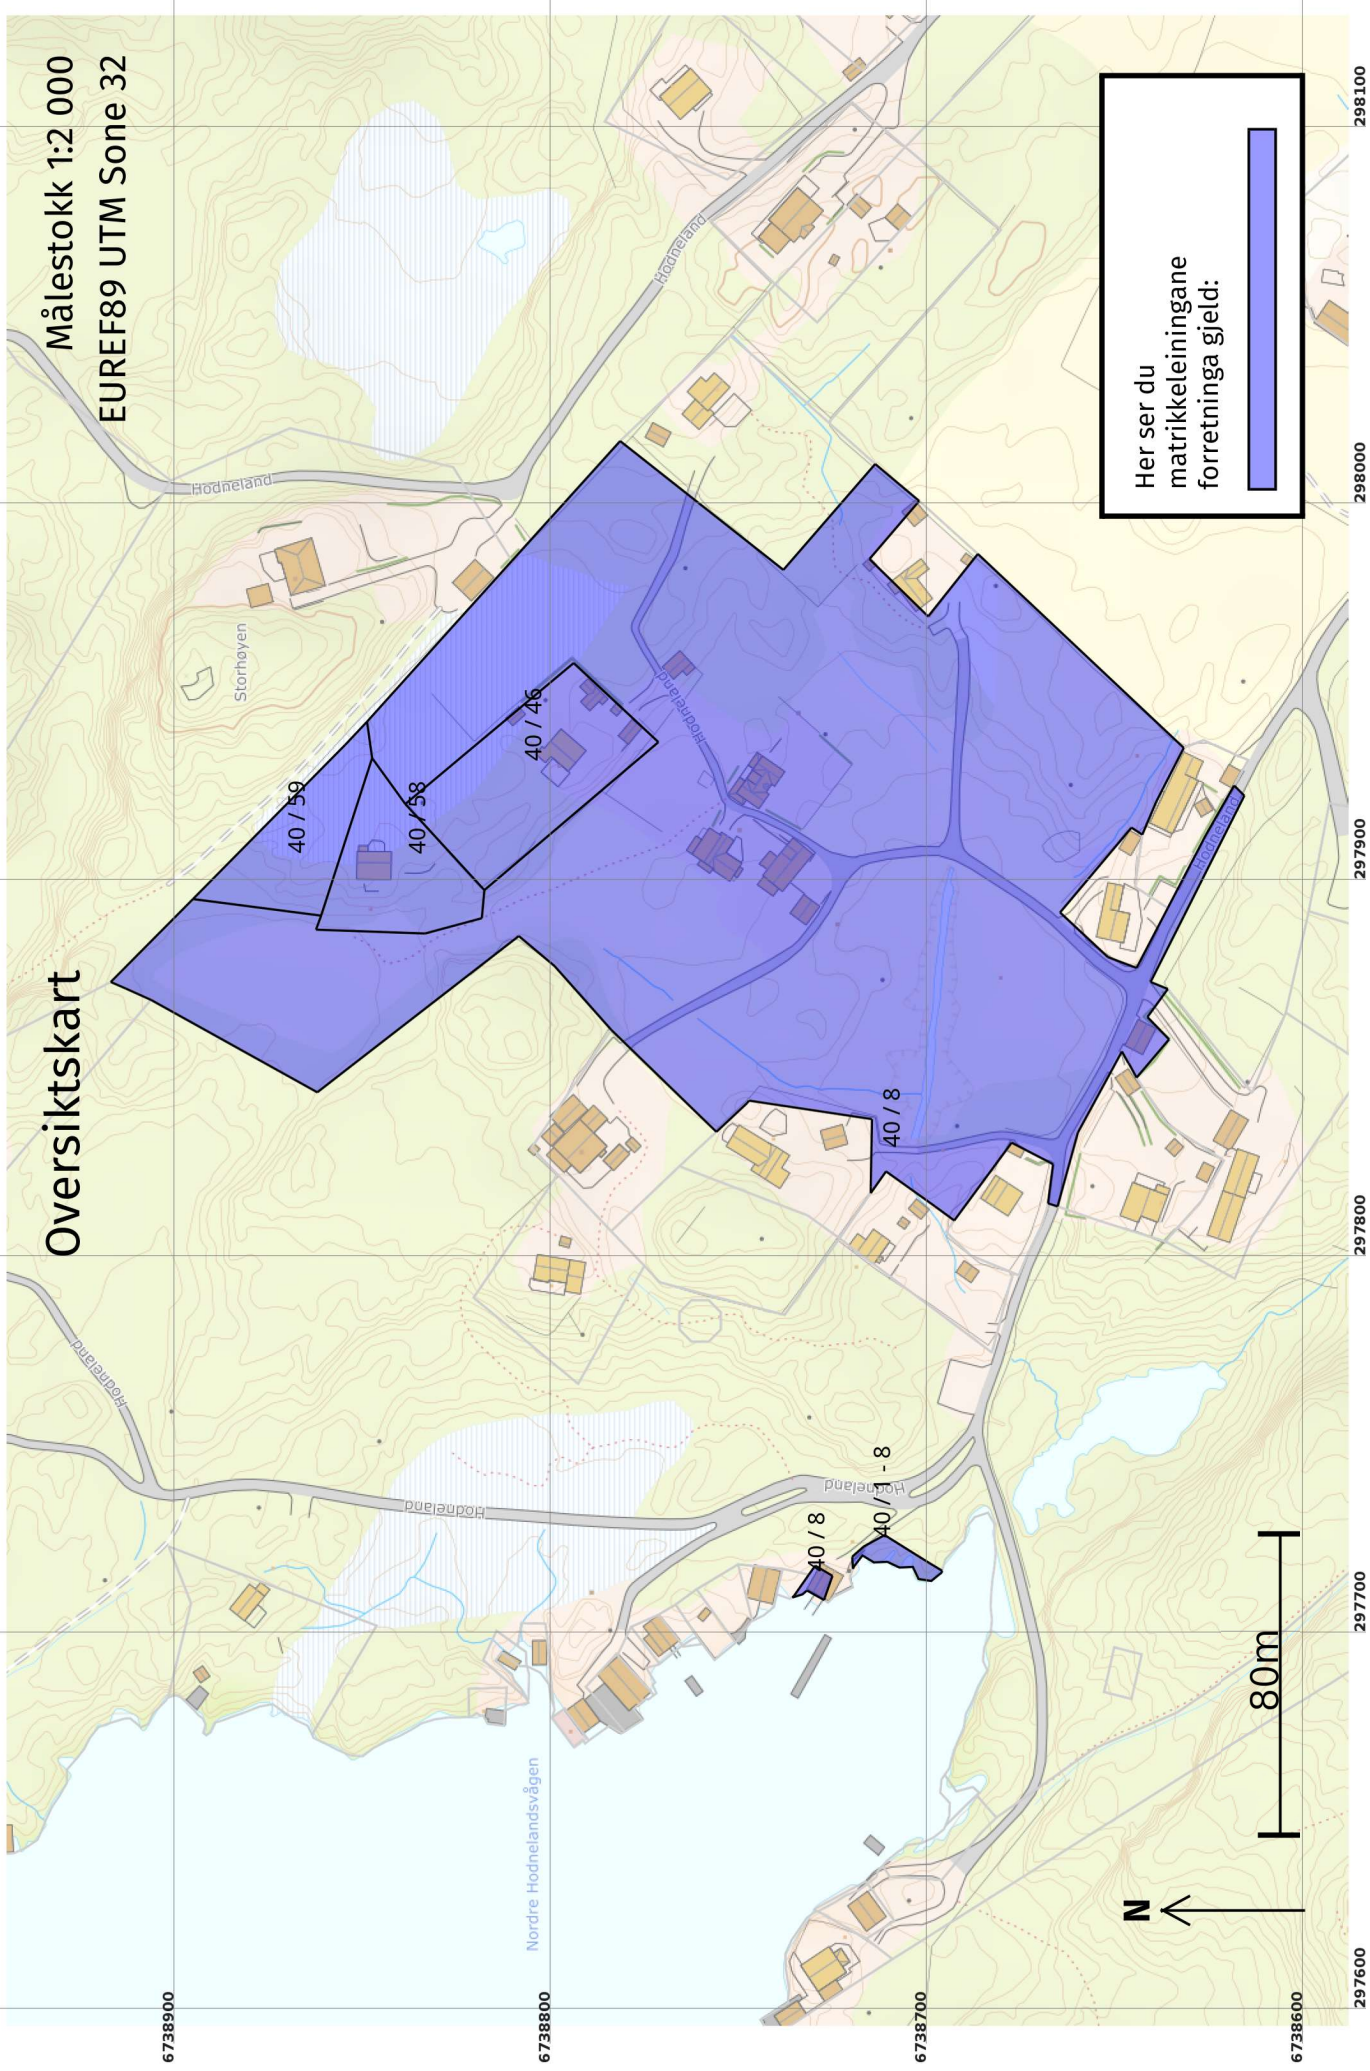 Oversiktskart
Målestokk 1:2 000
EUREF89 UTM Sone 32
Hodneland
Hodneland
Storhøyen
Hodneland
40 / 59
40 / 58
40 / 46
Hodneland
Hodneland
40 / 8
Hodneland
Hodneland
40 / 8
40 / 1 - 8
Hodneland
Nordre Hodnelandsvågen
Her ser du
matrikkeleiningane
forretninga gjeld:
N
80m
6738900
6738800
6738700
6738600
297600
297700
297800
297900
298000
298100